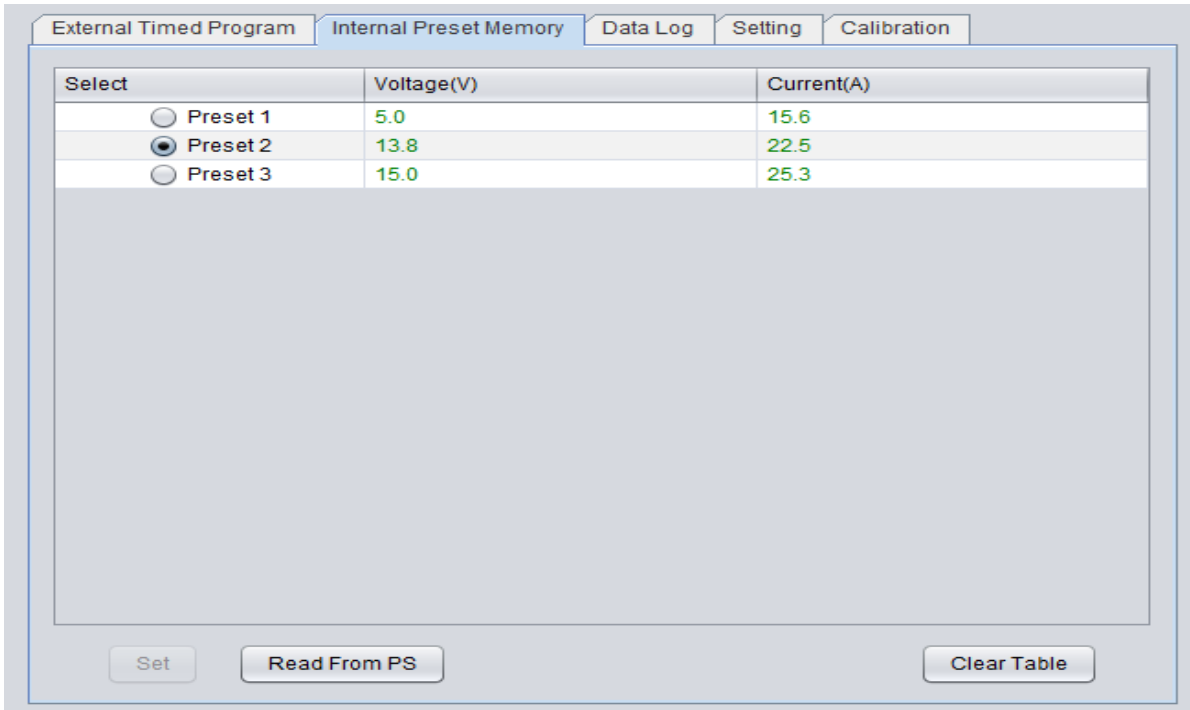 External Timed Program Internal Preset Memory Data Log Setting Calibration
Select Voltage(V) Current(A)
Preset 1 5.0 15.6
Preset 2 13.8 22.5
Preset 3 15.0 25.3
Set Read From PS Clear Table